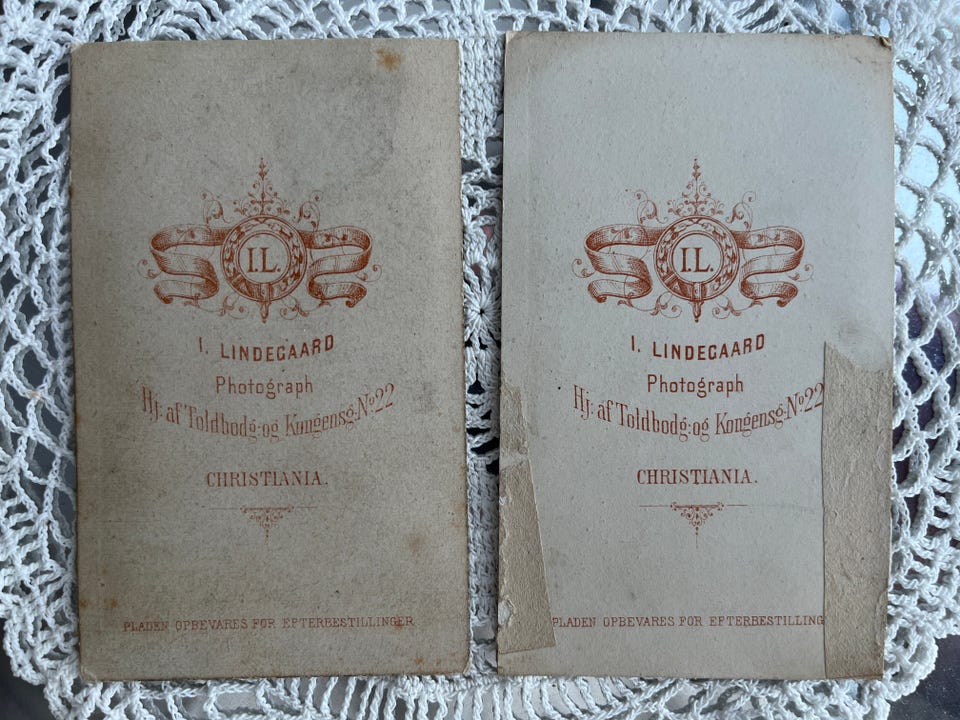 I.L.
I. LINDEGAARD
Photograph
Hj: af Toldbodg: og Kongensg: No 22
CHRISTIANIA.
PLADEN OPBEVARES FOR EFTERBESTILLINGER
I.L.
I. LINDEGAARD
Photograph
Hj: af Toldbodg: og Kongensg: No 22
CHRISTIANIA.
PLADEN OPBEVARES FOR EFTERBESTILLING